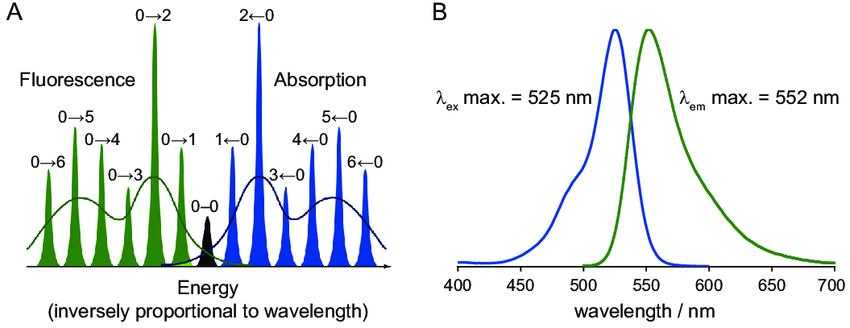 A
Fluorescence
Absorption
0→6
0→5
0→4
0→3
0→2
0→1
0–0
1←0
2←0
3←0
4←0
5←0
6←0
Energy
(inversely proportional to wavelength)
B
λex max. = 525 nm
λem max. = 552 nm
400 450 500 550 600 650 700
wavelength / nm